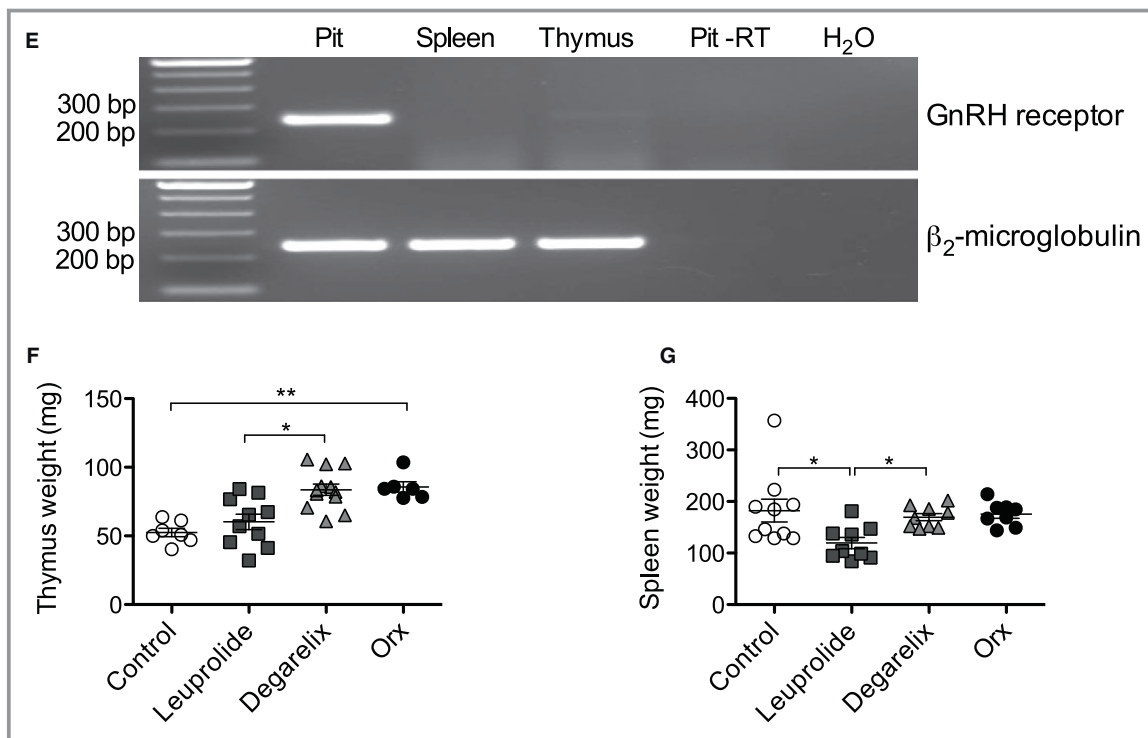 E
Pit Spleen Thymus Pit -RT H₂O
300 bp
200 bp
GnRH receptor
300 bp
200 bp
β₂-microglobulin
F
Thymus weight (mg)
150
100
50
0
**
*
Control
Leuprolide
Degarelix
Orx
G
Spleen weight (mg)
400
300
200
100
0
* *
Control
Leuprolide
Degarelix
Orx